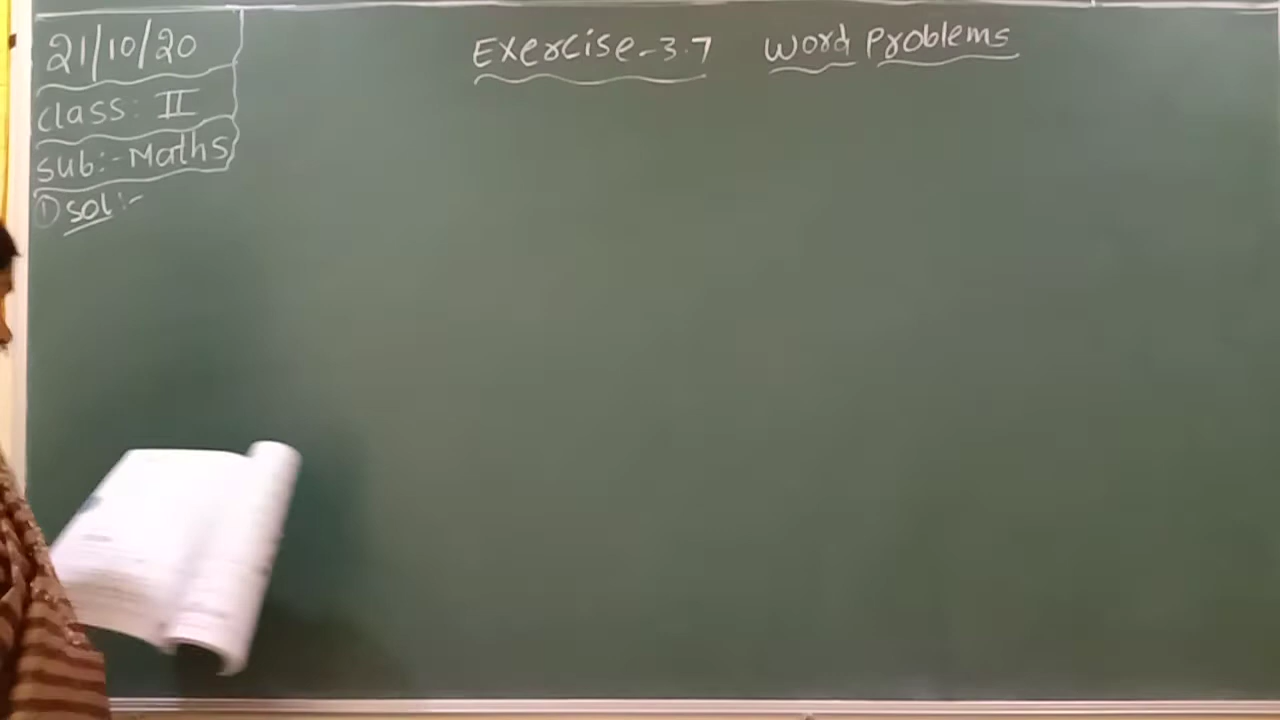 21/10/20
Exercise-3.7 Word Problems
Class: II
Sub:-Maths
① Sol:-